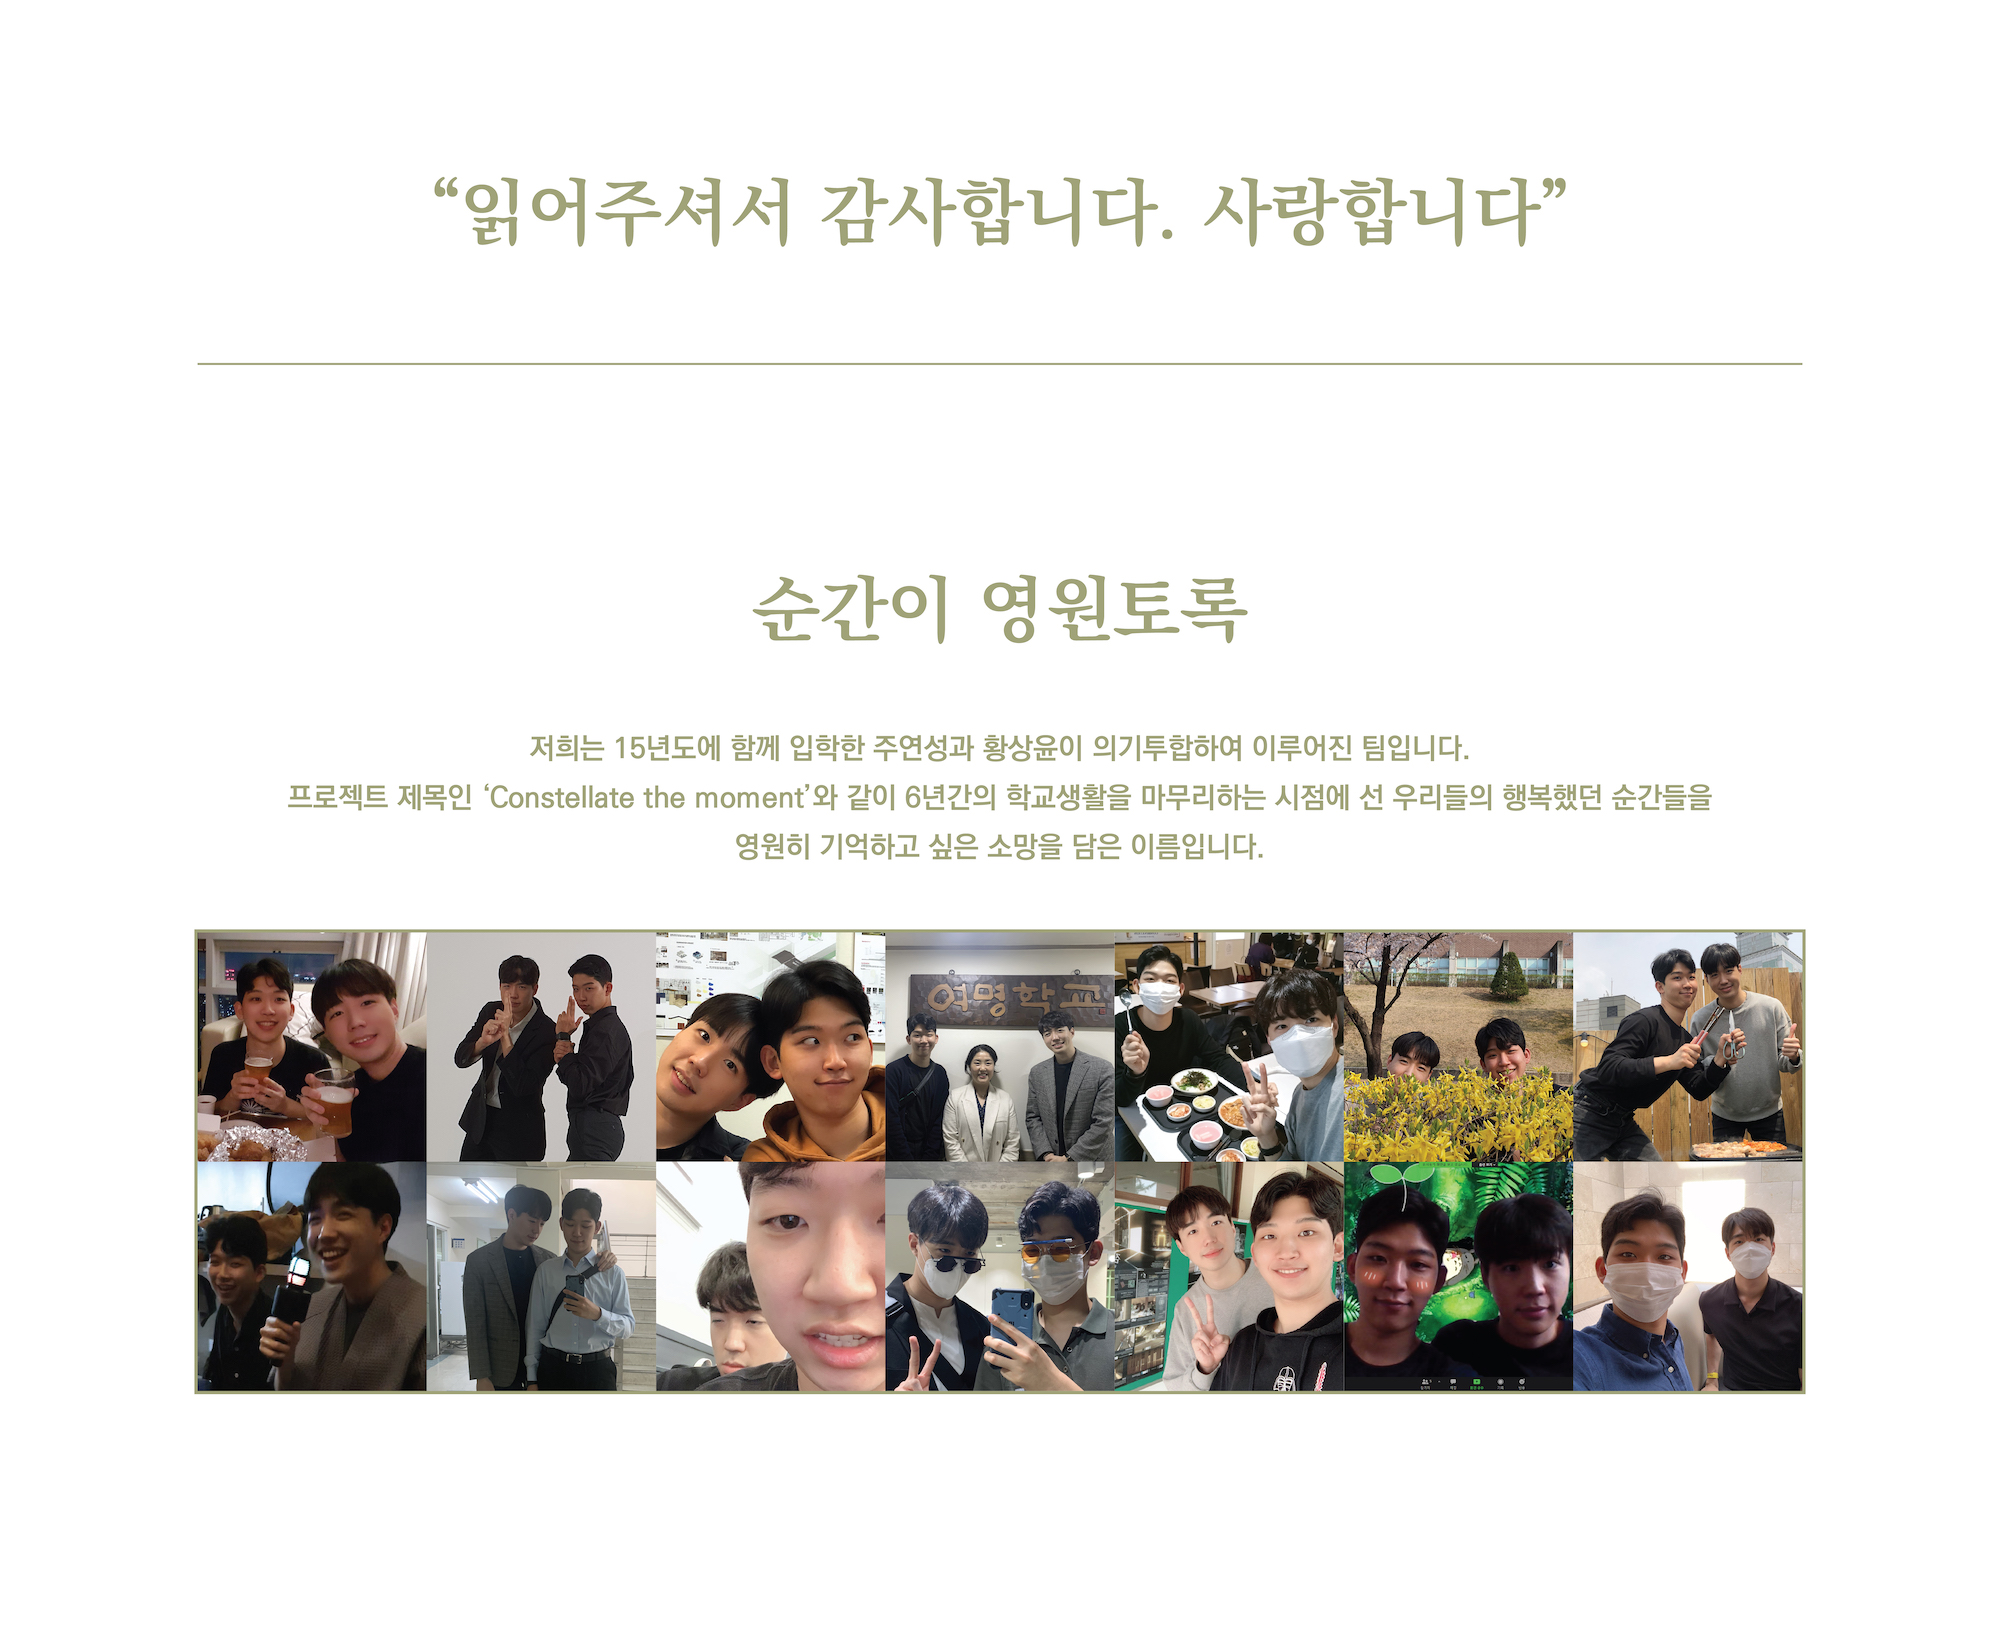 “읽어주셔서 감사합니다. 사랑합니다”
순간이 영원토록
저희는 15년도에 함께 입학한 주연성과 황상윤이 의기투합하여 이루어진 팀입니다.
프로젝트 제목인 ‘Constellate the moment’와 같이 6년간의 학교생활을 마무리하는 시점에 선 우리들의 행복했던 순간들을
영원히 기억하고 싶은 소망을 담은 이름입니다.
여명학교